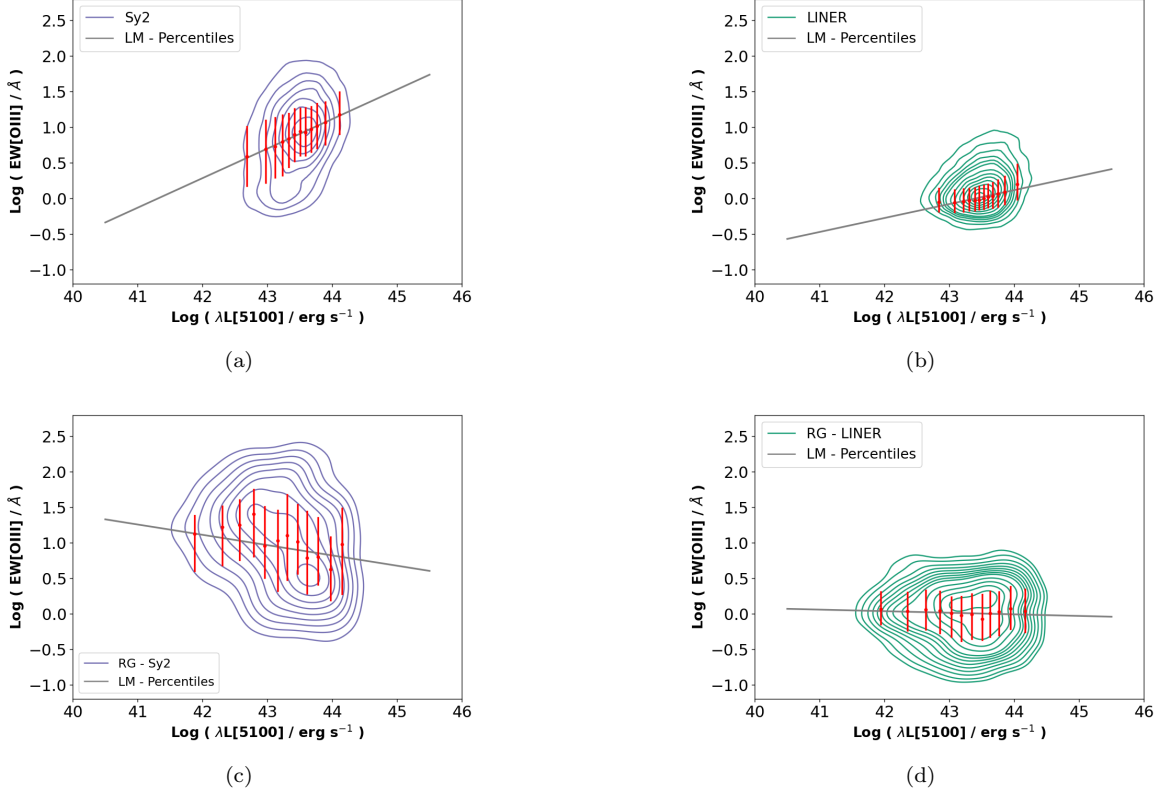 2.5
2.0
1.5
1.0
0.5
0.0
−0.5
−1.0
Log ( EW[OIII] / Å )
Sy2
LM - Percentiles
40 41 42 43 44 45 46
Log ( λL[5100] / erg s⁻¹ )
(a)
2.5
2.0
1.5
1.0
0.5
0.0
−0.5
−1.0
Log ( EW[OIII] / Å )
LINER
LM - Percentiles
40 41 42 43 44 45 46
Log ( λL[5100] / erg s⁻¹ )
(b)
2.5
2.0
1.5
1.0
0.5
0.0
−0.5
−1.0
Log ( EW[OIII] / Å )
RG - Sy2
LM - Percentiles
40 41 42 43 44 45 46
Log ( λL[5100] / erg s⁻¹ )
(c)
2.5
2.0
1.5
1.0
0.5
0.0
−0.5
−1.0
Log ( EW[OIII] / Å )
RG - LINER
LM - Percentiles
40 41 42 43 44 45 46
Log ( λL[5100] / erg s⁻¹ )
(d)